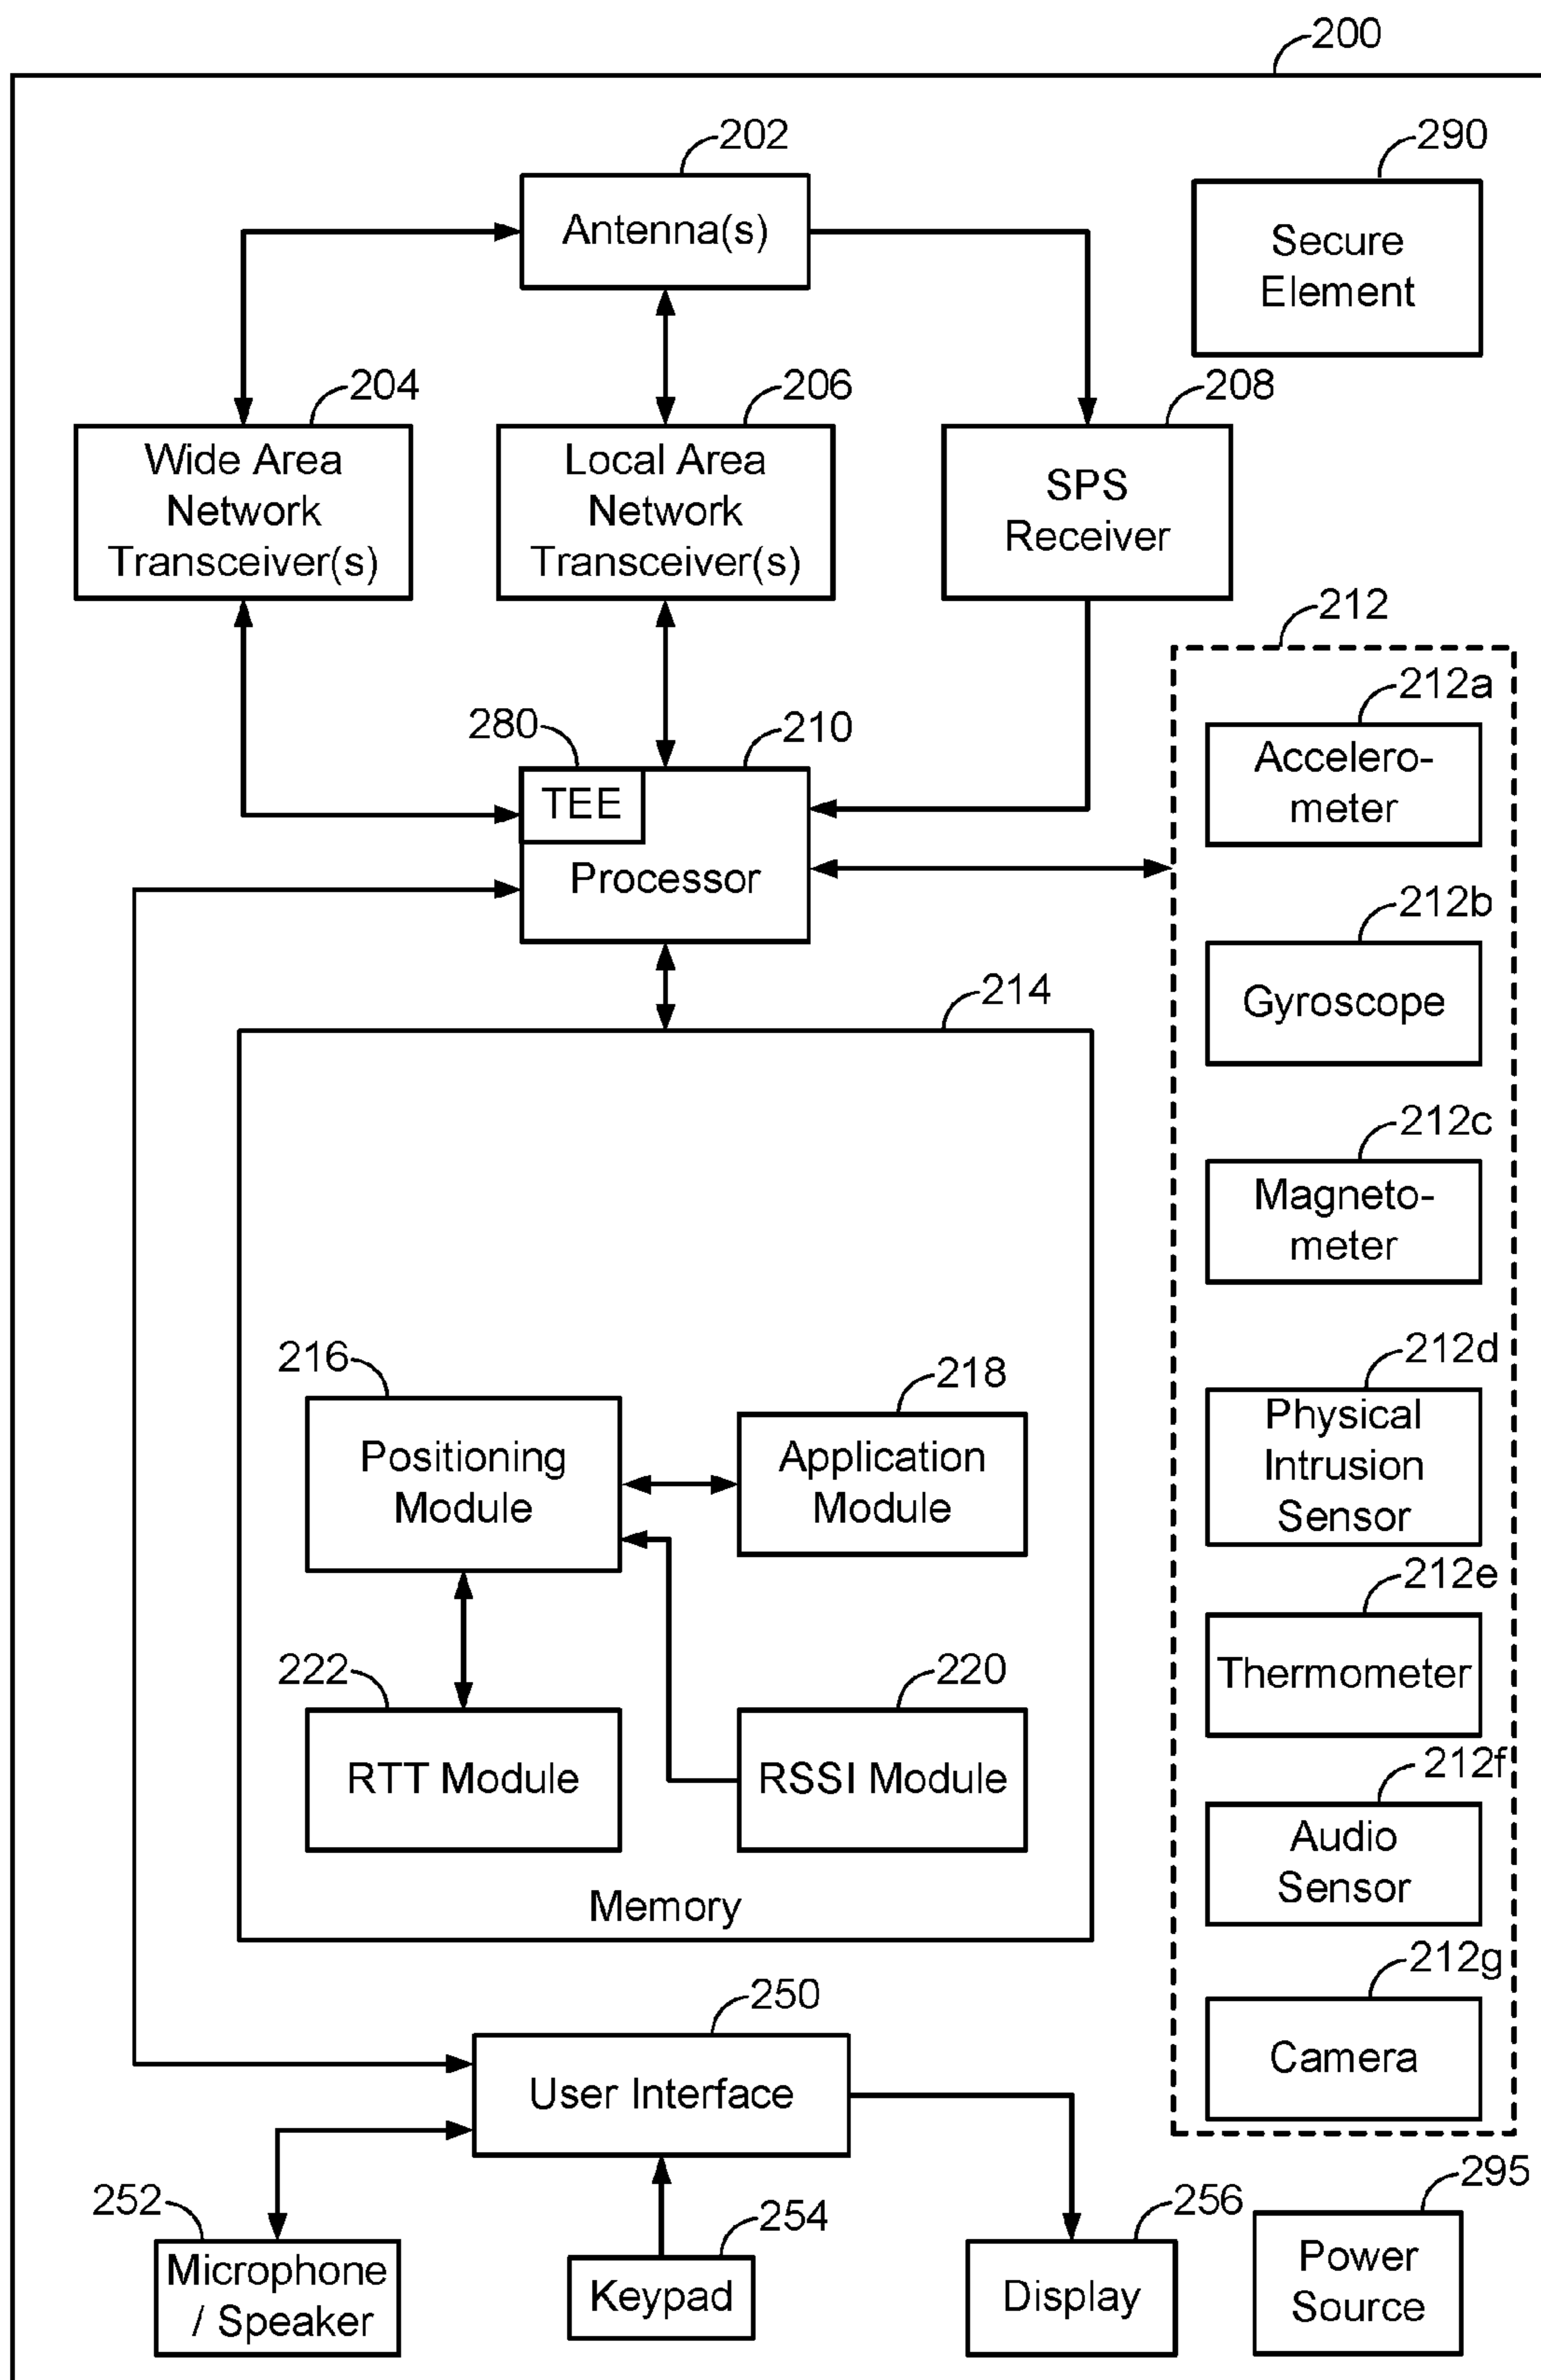 200
202
290
Antenna(s)
Secure
Element
204
206
208
Wide Area
Network
Transceiver(s)
Local Area
Network
Transceiver(s)
SPS
Receiver
212
212a
Accelero-
meter
280
210
TEE
Processor
212b
Gyroscope
214
212c
Magneto-
meter
216
218
212d
Positioning
Module
Application
Module
Physical
Intrusion
Sensor
212e
Thermometer
222
220
RTT Module
RSSI Module
212f
Audio
Sensor
Memory
212g
Camera
250
User Interface
252
254
256
295
Microphone
/ Speaker
Keypad
Display
Power
Source